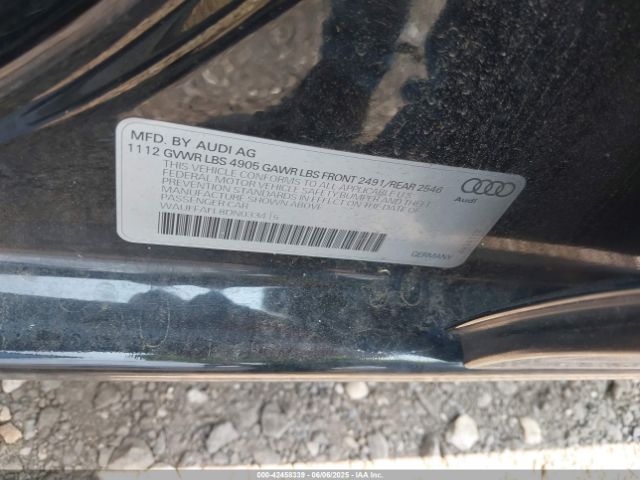 MFD. BY AUDI AG
1112 GVWR LBS 4905 GAWR LBS FRONT 2491/REAR 2546
THIS VEHICLE CONFORMS TO ALL APPLICABLE
FEDERAL MOTOR VEHICLE SAFETY,BUMPER AND THEFT
PREVENTION STANDARDS IN EFFECT ON THE DATE OF
MANUFACTURE SHOWN ABOVE
PASSENGER CAR
Audi
GERMANY
000-42458339 - 06/06/2025 - IAAI.COM